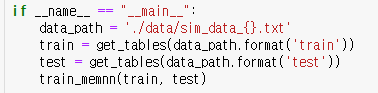 if __name__ == "__main__":
    data_path = './data/sim_data_{}.txt'
    train = get_tables(data_path.format('train'))
    test = get_tables(data_path.format('test'))
    train_memnn(train, test)